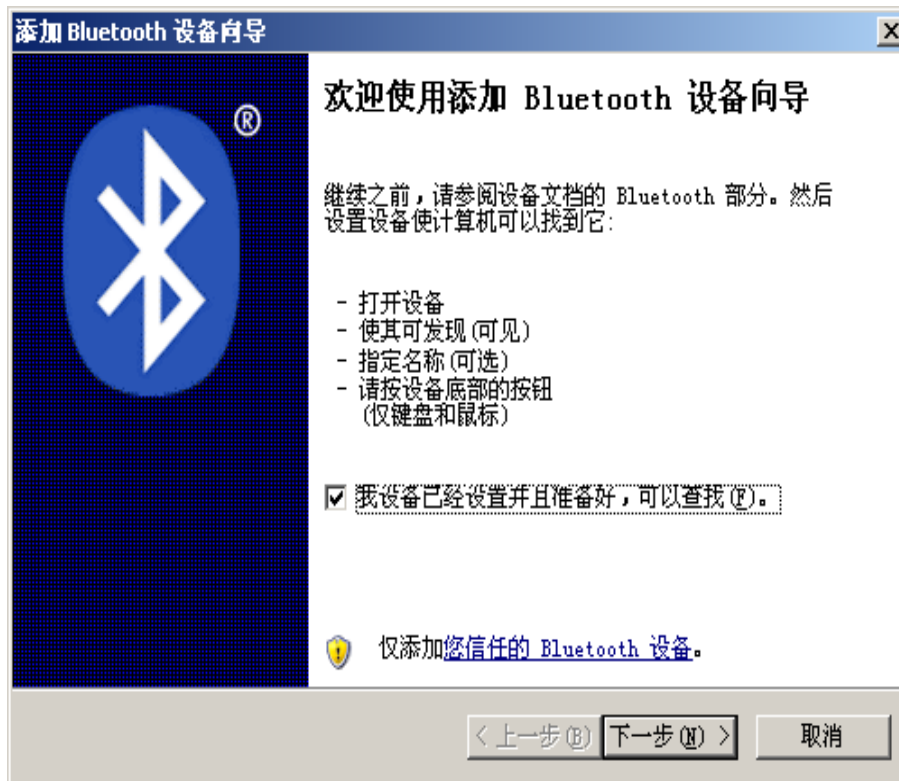 添加 Bluetooth 设备向导
®
欢迎使用添加 Bluetooth 设备向导
继续之前，请参阅设备文档的 Bluetooth 部分。然后
设置设备使计算机可以找到它:
- 打开设备
- 使其可发现(可见)
- 指定名称(可选)
- 请按设备底部的按钮
(仅键盘和鼠标)
我设备已经设置并且准备好，可以查找(F)。
仅添加您信任的 Bluetooth 设备。
< 上一步(B) 下一步(N) > 取消